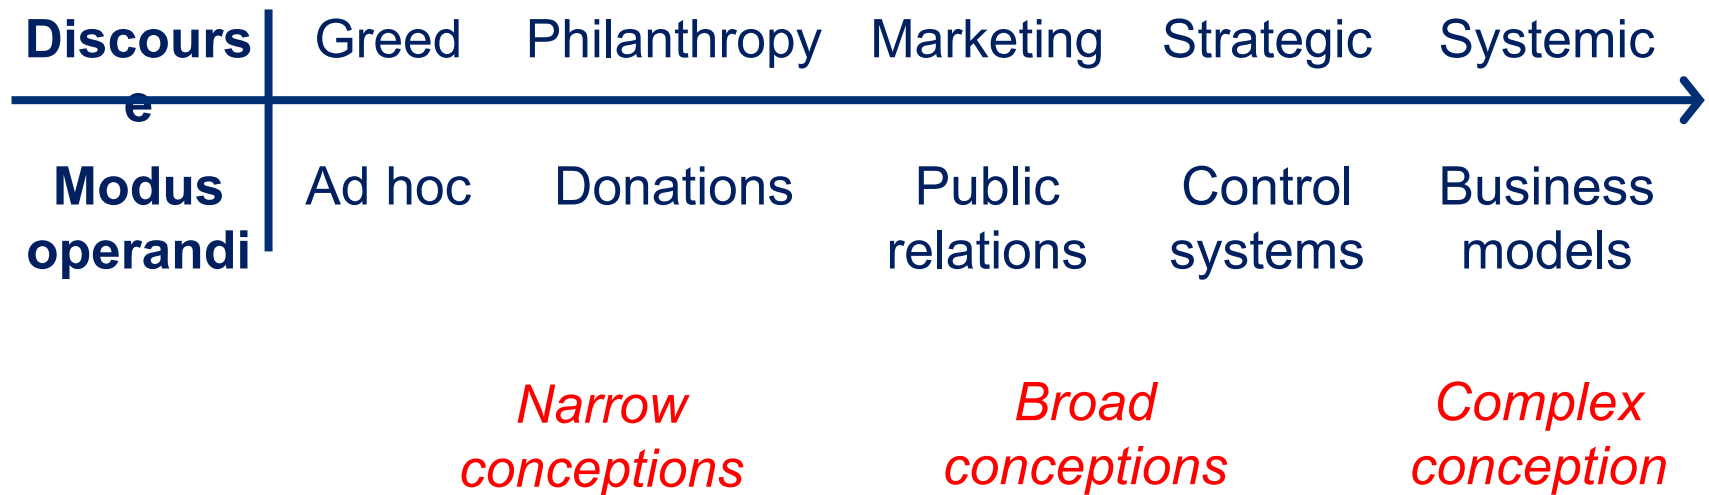 Discours Greed Philanthropy Marketing Strategic Systemic
e
Modus Ad hoc Donations Public Control Business
operandi relations systems models
Narrow Broad Complex
conceptions conceptions conception